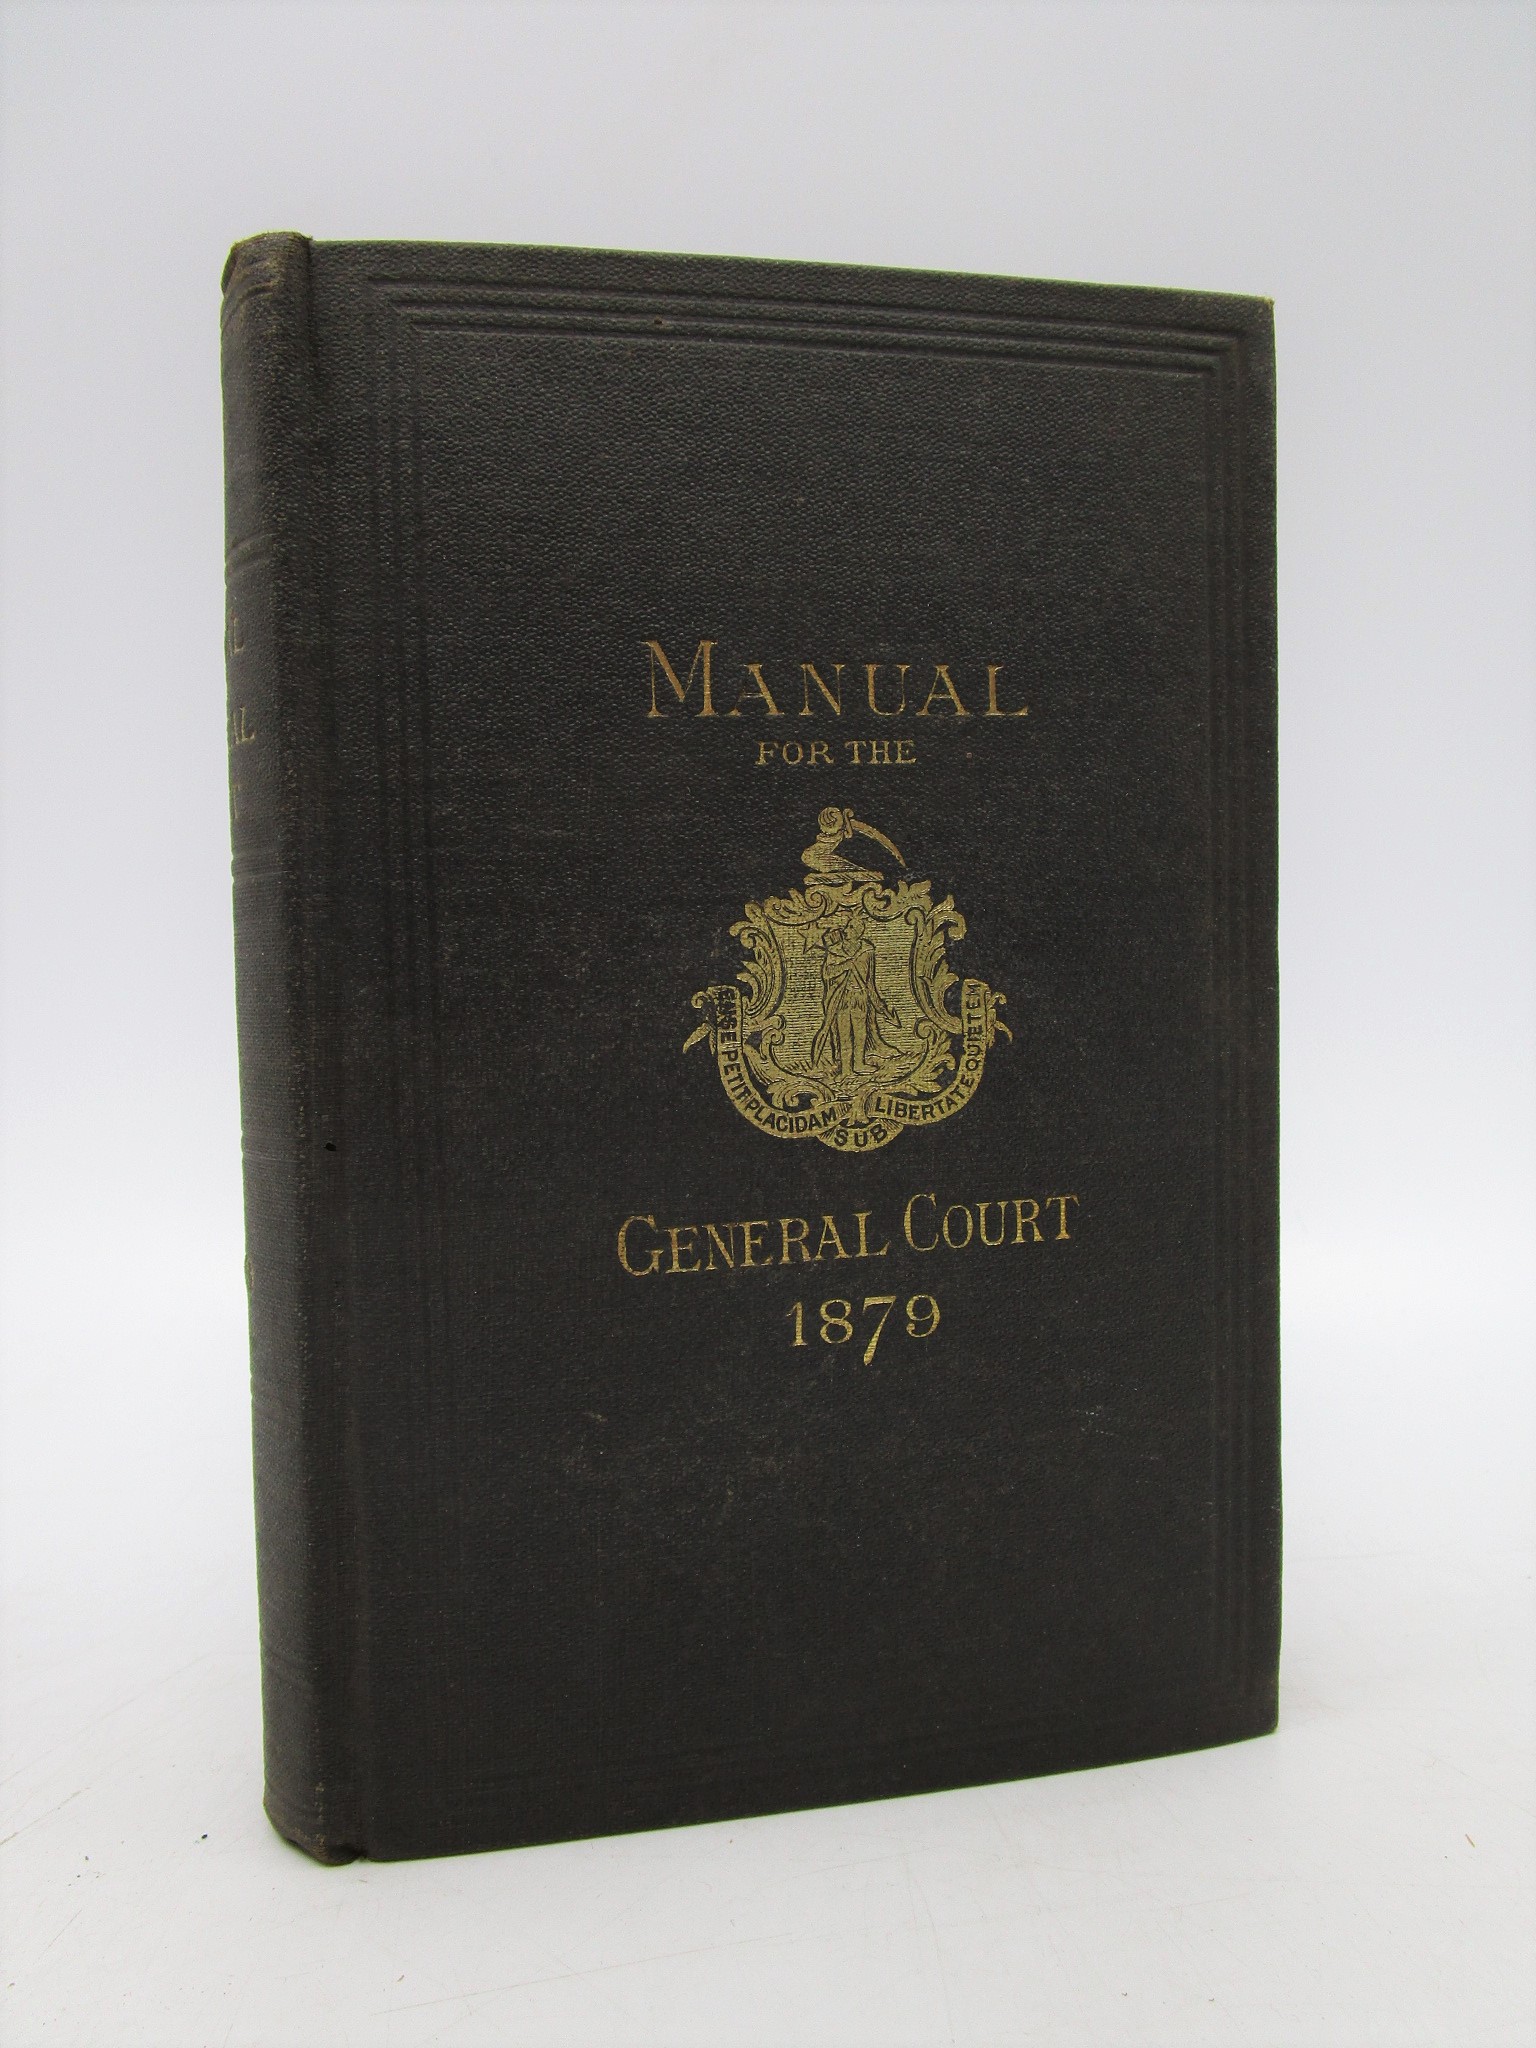 MANUAL
FOR THE
ENSE PETIT PLACIDAM SUB LIBERTATE QUIETEM
GENERAL COURT
1879